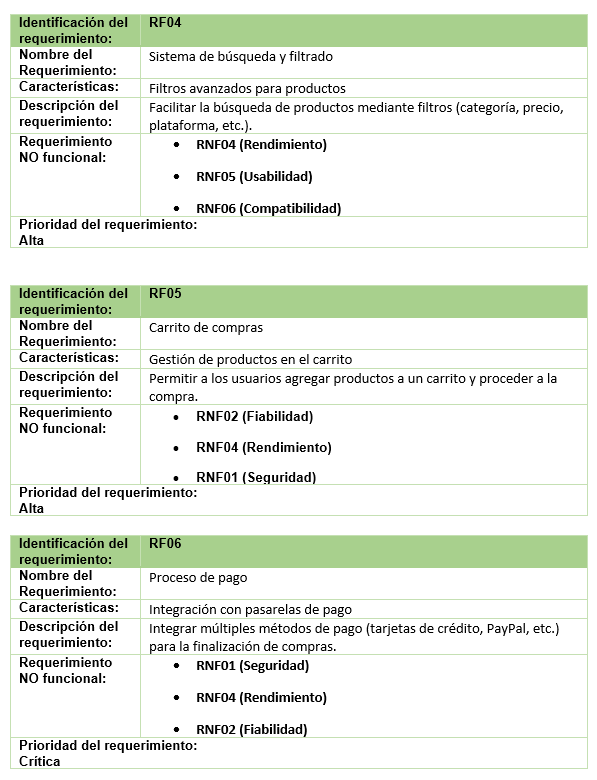 Identificación del requerimiento: RF04
Nombre del Requerimiento: Sistema de búsqueda y filtrado
Características: Filtros avanzados para productos
Descripción del requerimiento: Facilitar la búsqueda de productos mediante filtros (categoría, precio, plataforma, etc.).
Requerimiento NO funcional:
• RNF04 (Rendimiento)
• RNF05 (Usabilidad)
• RNF06 (Compatibilidad)
Prioridad del requerimiento:
Alta
Identificación del requerimiento: RF05
Nombre del Requerimiento: Carrito de compras
Características: Gestión de productos en el carrito
Descripción del requerimiento: Permitir a los usuarios agregar productos a un carrito y proceder a la compra.
Requerimiento NO funcional:
• RNF02 (Fiabilidad)
• RNF04 (Rendimiento)
• RNF01 (Seguridad)
Prioridad del requerimiento:
Alta
Identificación del requerimiento: RF06
Nombre del Requerimiento: Proceso de pago
Características: Integración con pasarelas de pago
Descripción del requerimiento: Integrar múltiples métodos de pago (tarjetas de crédito, PayPal, etc.) para la finalización de compras.
Requerimiento NO funcional:
• RNF01 (Seguridad)
• RNF04 (Rendimiento)
• RNF02 (Fiabilidad)
Prioridad del requerimiento:
Crítica